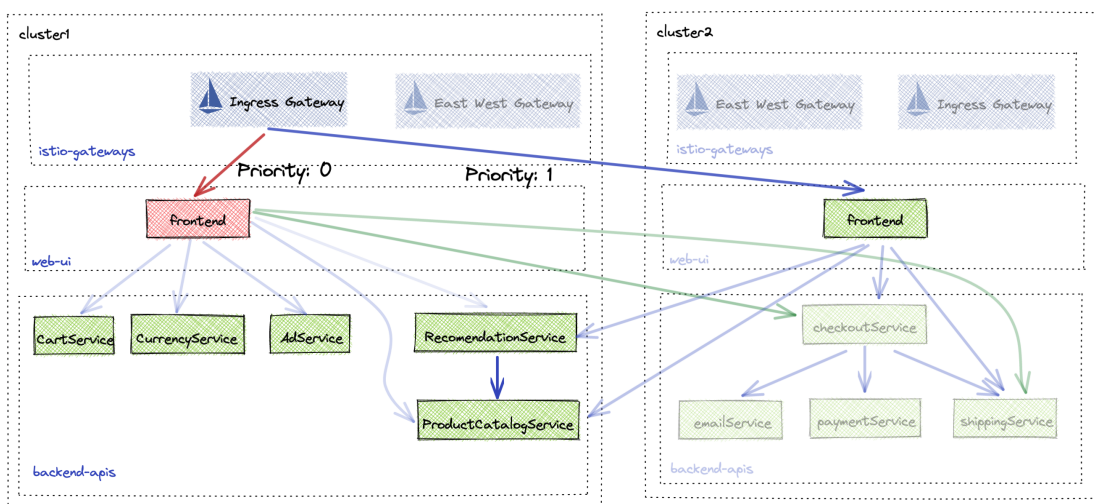 cluster1
cluster2
Ingress Gateway
East West Gateway
East West Gateway
Ingress Gateway
istio-gateways
istio-gateways
Priority: 0
Priority: 1
frontend
frontend
web-ui
web-ui
CartService
CurrencyService
AdService
RecomendationService
checkoutService
ProductCatalogService
emailService
paymentService
shippingService
backend-apis
backend-apis